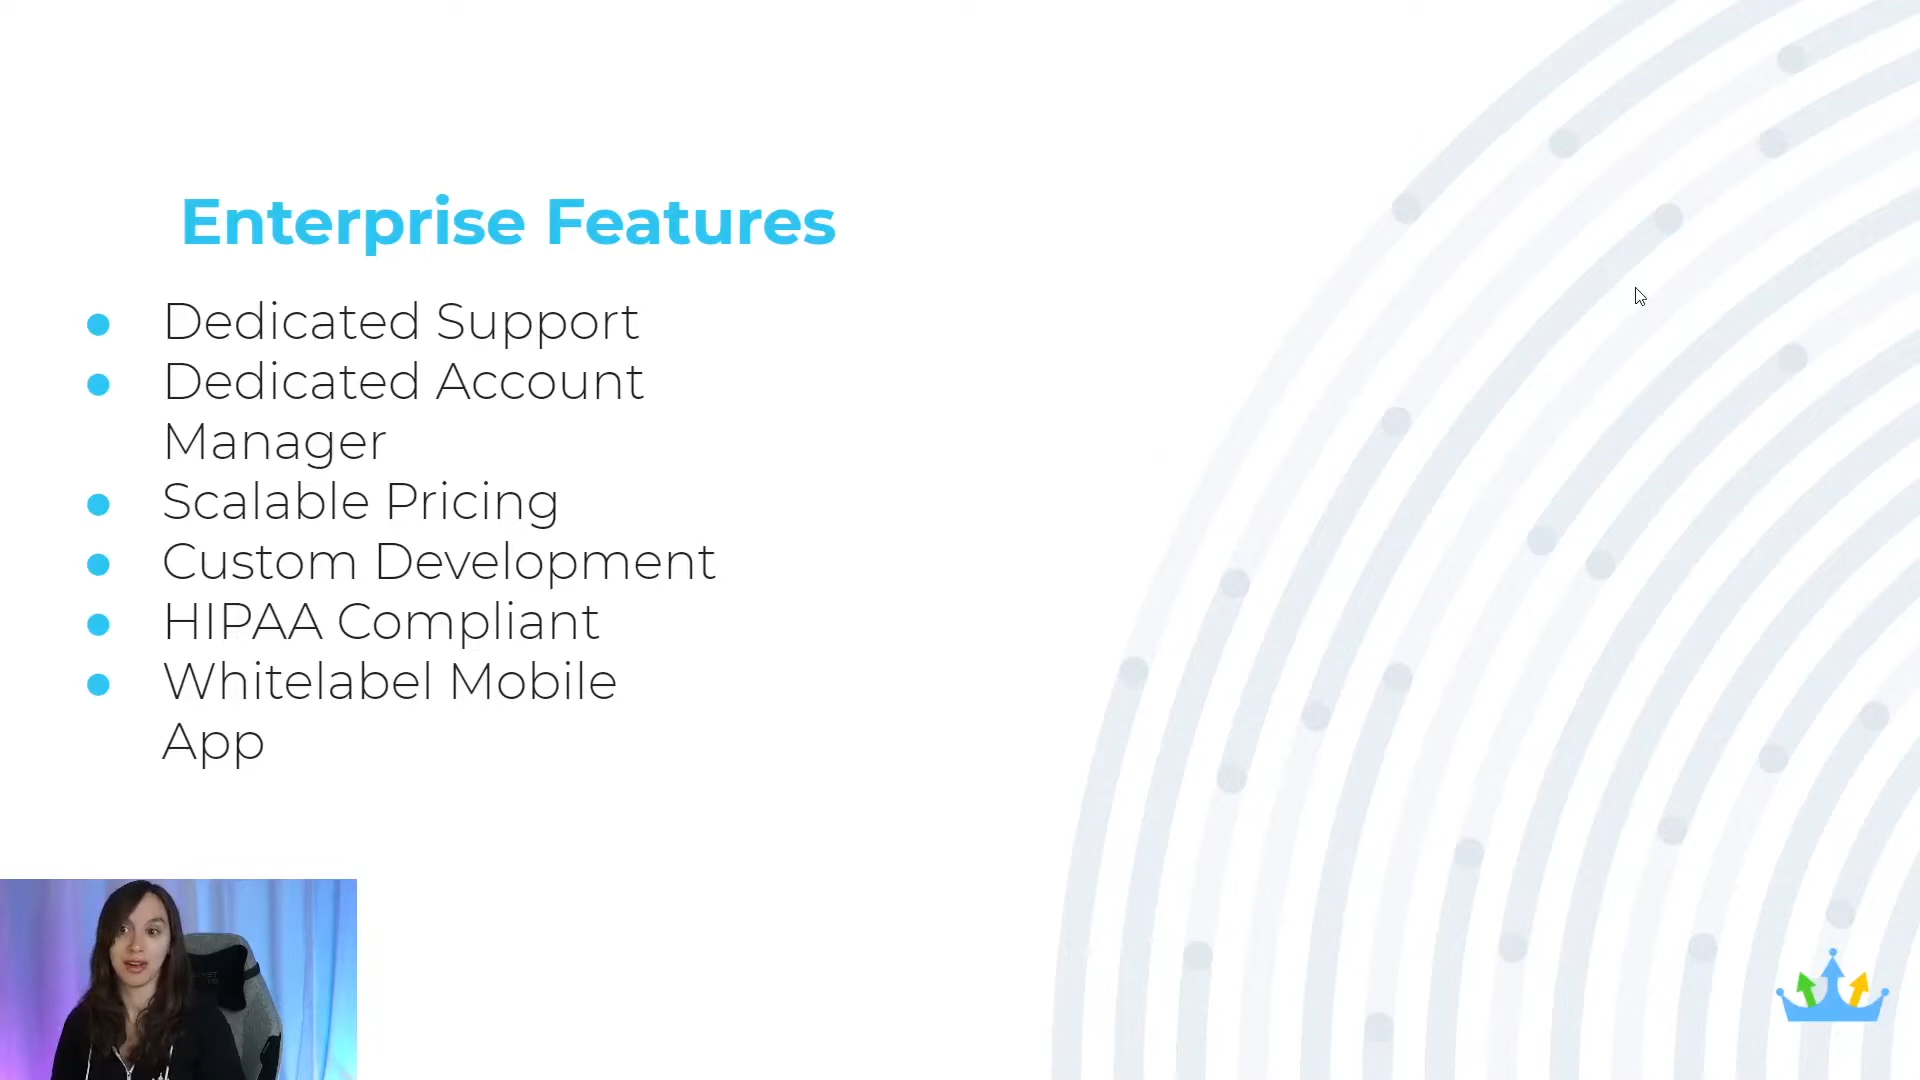 Enterprise Features
● Dedicated Support
● Dedicated Account
Manager
● Scalable Pricing
● Custom Development
● HIPAA Compliant
● Whitelabel Mobile
App